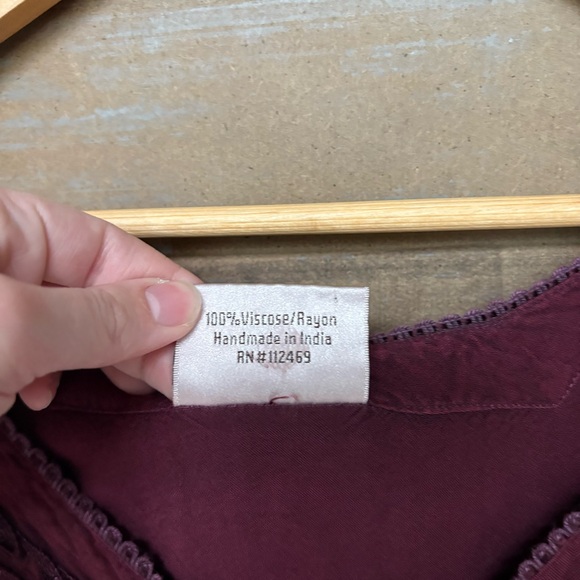 100%Viscose/Rayon
Handmade in India
RN#112469